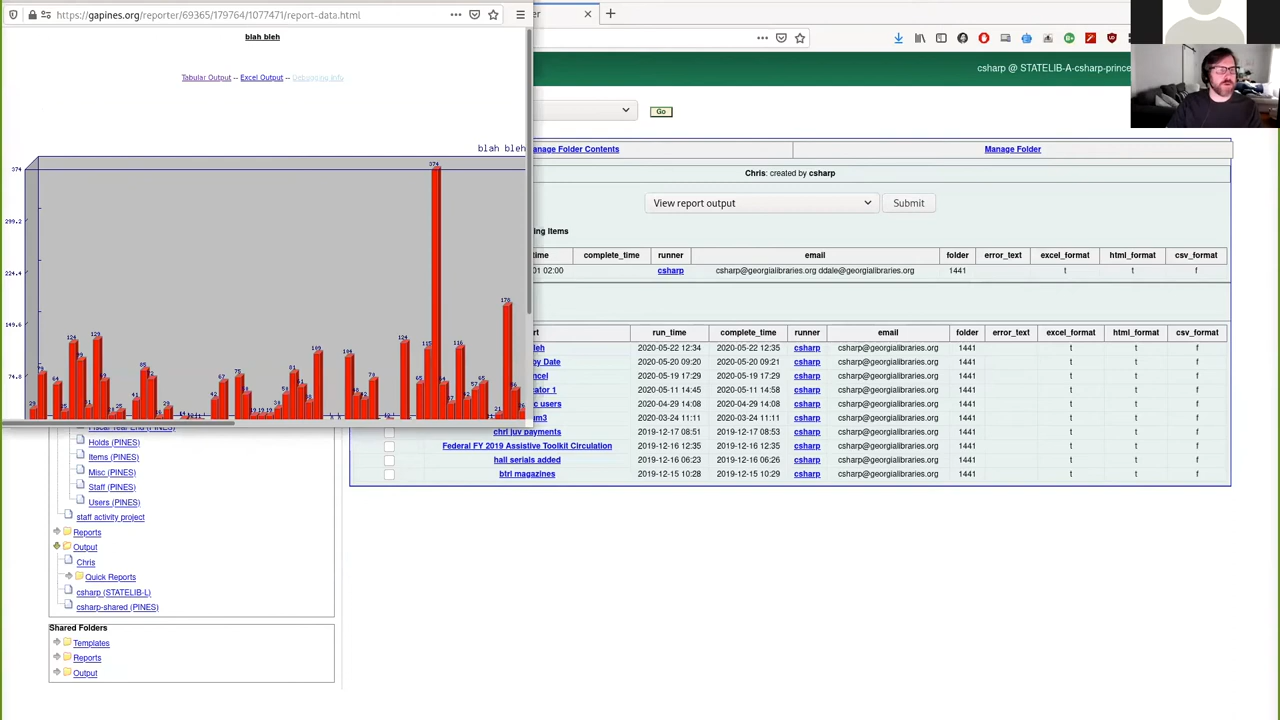 https://gapines.org/reporter/69365/179764/1077471/report-data.html
blah bleh
Tabular Output -- Excel Output -- Debugging Info
blah bleh
374
299.2
224.4
149.6
74.8
374
178
129
124
124
116
115
109
104
csharp @ STATELIB-A-csharp-prince
Go
anage Folder Contents
Manage Folder
Chris: created by csharp
View report output
Submit
ing Items
time complete_time runner email folder error_text excel_format html_format csv_format
01 02:00 csharp csharp@georgialibraries.org ddale@georgialibraries.org 1441 t t f
run_time complete_time runner email folder error_text excel_format html_format csv_format
leh 2020-05-22 12:34 2020-05-22 12:35 csharp csharp@georgialibraries.org 1441 t t f
by Date 2020-05-20 09:20 2020-05-20 09:21 csharp csharp@georgialibraries.org 1441 t t f
ncel 2020-05-19 17:29 2020-05-19 17:29 csharp csharp@georgialibraries.org 1441 t t f
ator 1 2020-05-11 14:45 2020-05-11 14:58 csharp csharp@georgialibraries.org 1441 t t f
c users 2020-04-29 14:08 2020-04-29 14:08 csharp csharp@georgialibraries.org 1441 t t f
am3 2020-03-24 11:11 2020-03-24 11:11 csharp csharp@georgialibraries.org 1441 t t f
chrl juv payments 2019-12-17 08:51 2019-12-17 08:53 csharp csharp@georgialibraries.org 1441 t t f
Federal FY 2019 Assistive Toolkit Circulation 2019-12-16 12:35 2019-12-16 12:35 csharp csharp@georgialibraries.org 1441 t t f
hall serials added 2019-12-16 06:23 2019-12-16 06:26 csharp csharp@georgialibraries.org 1441 t t f
btrl magazines 2019-12-15 10:28 2019-12-15 10:29 csharp csharp@georgialibraries.org 1441 t t f
Holds (PINES)
Items (PINES)
Misc (PINES)
Staff (PINES)
Users (PINES)
staff activity project
Reports
Output
Chris
Quick Reports
csharp (STATELIB-L)
csharp-shared (PINES)
Shared Folders
Templates
Reports
Output